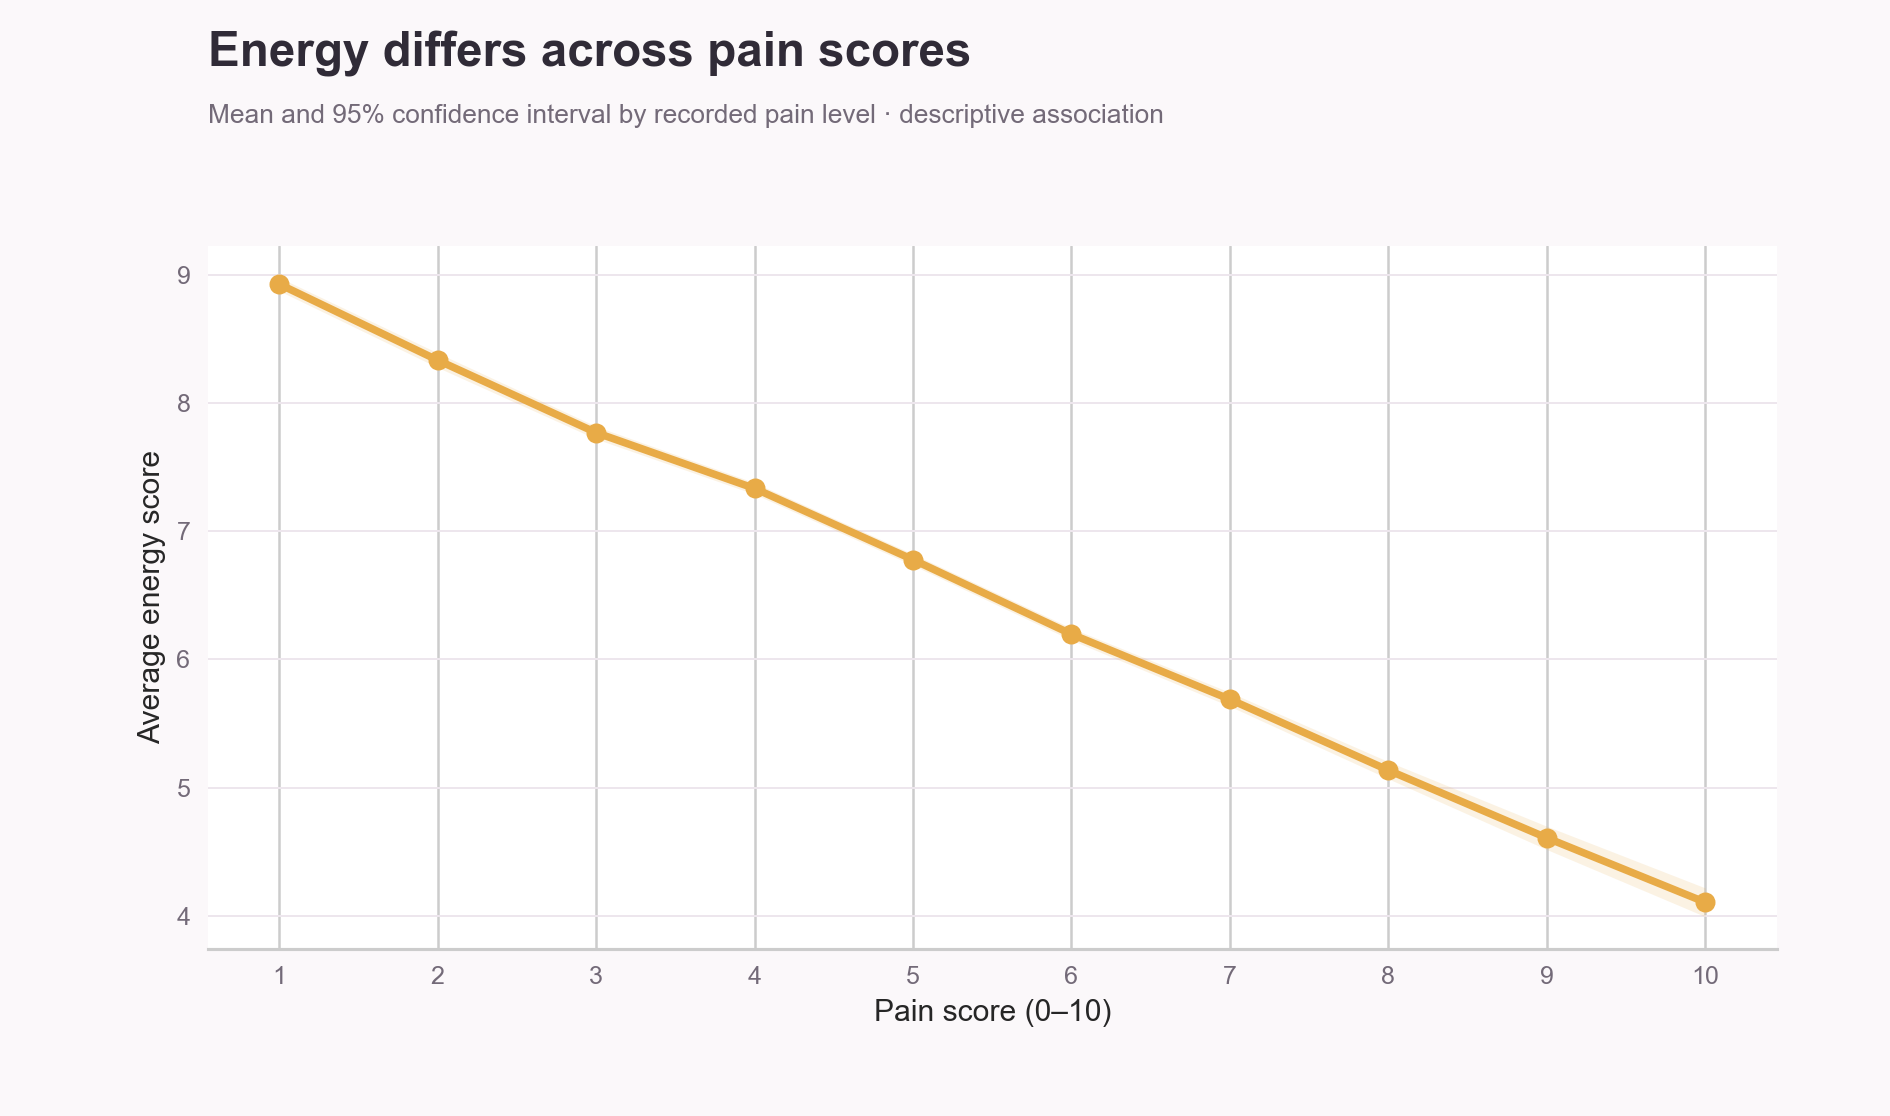 Energy differs across pain scores
Mean and 95% confidence interval by recorded pain level · descriptive association
9
8
7
6
5
4
Average energy score
1 2 3 4 5 6 7 8 9 10
Pain score (0–10)